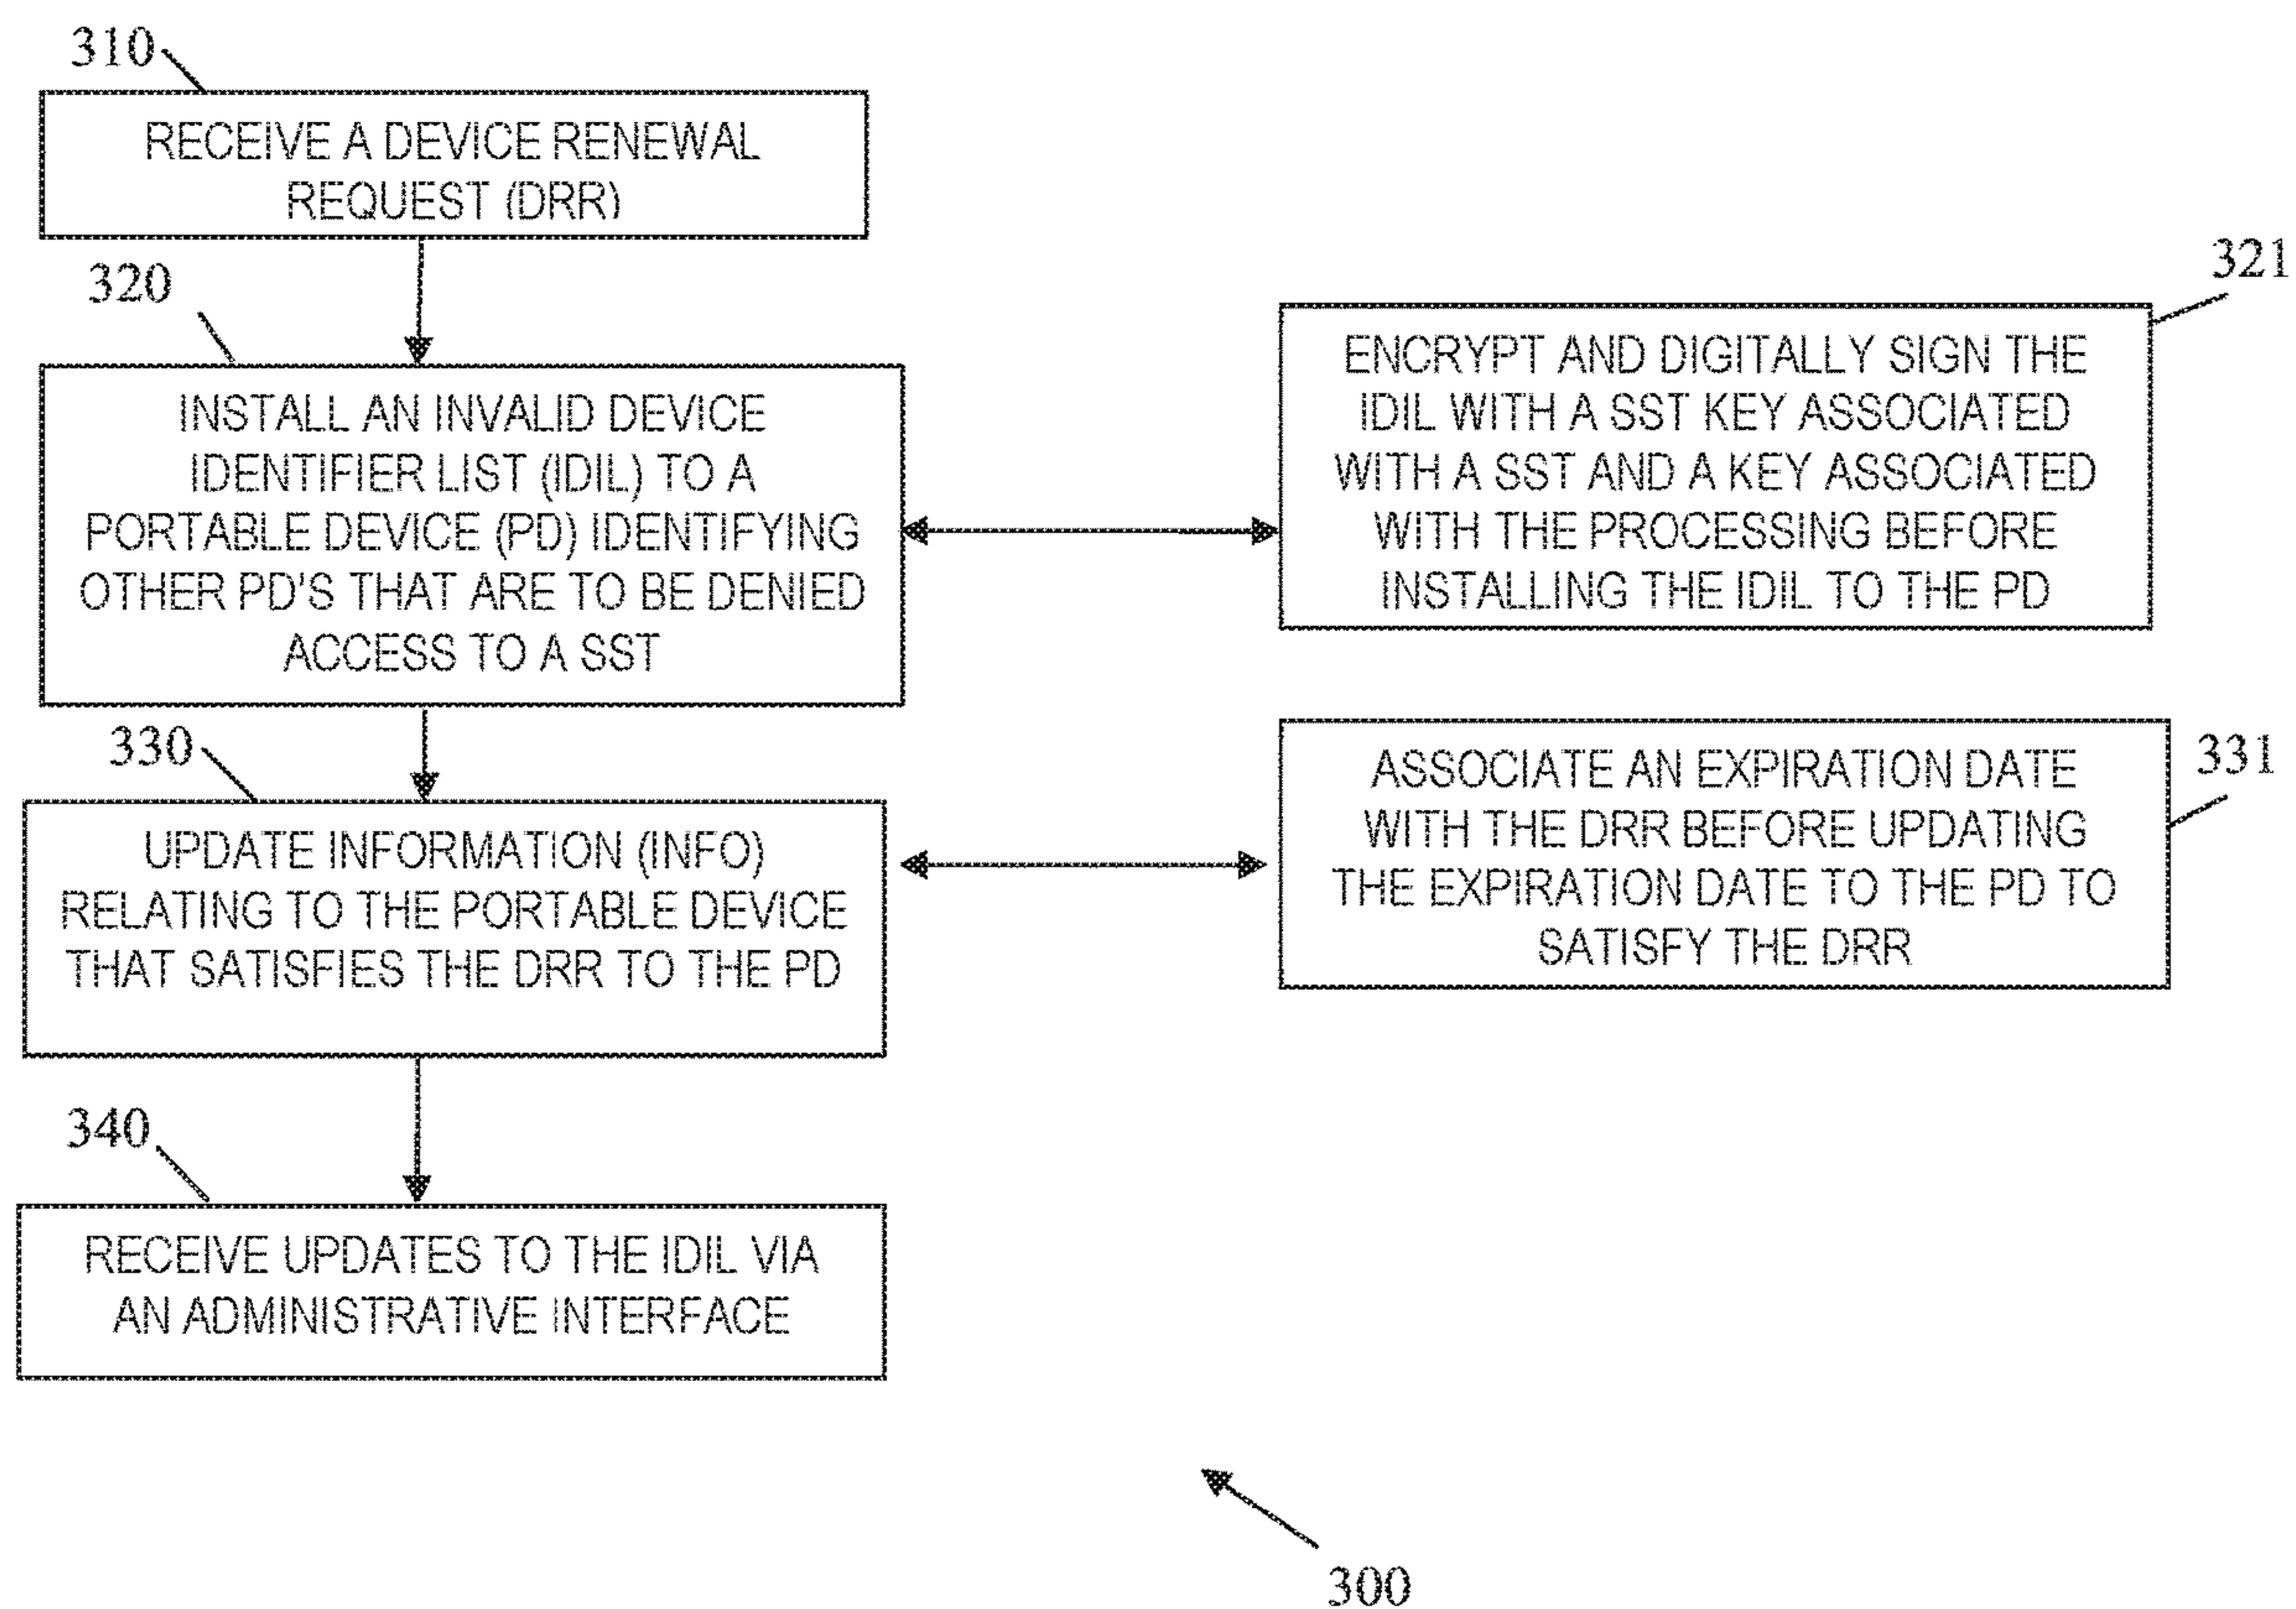 310
RECEIVE A DEVICE RENEWAL
REQUEST (DRR)
320
INSTALL AN INVALID DEVICE
IDENTIFIER LIST (IDIL) TO A
PORTABLE DEVICE (PD) IDENTIFYING
OTHER PD'S THAT ARE TO BE DENIED
ACCESS TO A SST
321
ENCRYPT AND DIGITALLY SIGN THE
IDIL WITH A SST KEY ASSOCIATED
WITH A SST AND A KEY ASSOCIATED
WITH THE PROCESSING BEFORE
INSTALLING THE IDIL TO THE PD
330
UPDATE INFORMATION (INFO)
RELATING TO THE PORTABLE DEVICE
THAT SATISFIES THE DRR TO THE PD
331
ASSOCIATE AN EXPIRATION DATE
WITH THE DRR BEFORE UPDATING
THE EXPIRATION DATE TO THE PD TO
SATISFY THE DRR
340
RECEIVE UPDATES TO THE IDIL VIA
AN ADMINISTRATIVE INTERFACE
300